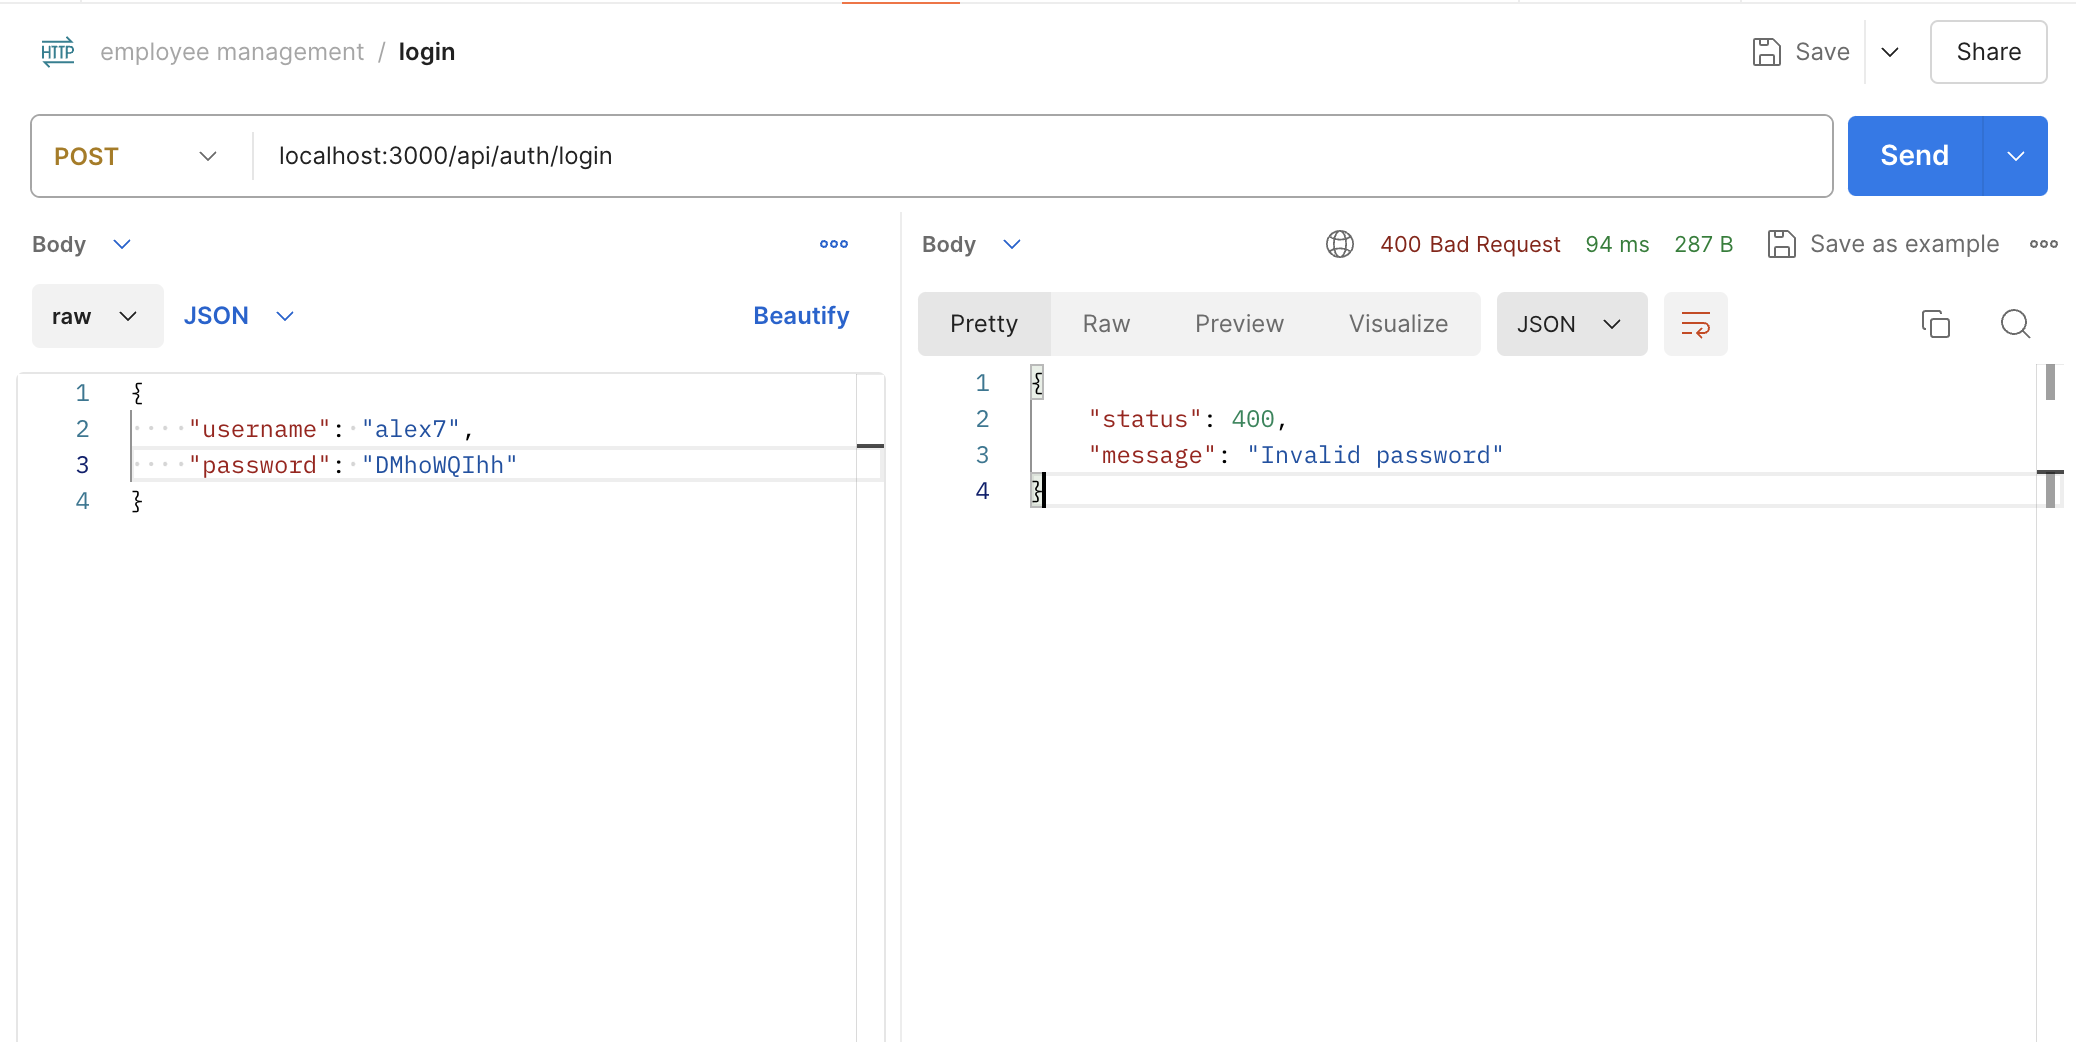 HTTP employee management / login Save Share
POST localhost:3000/api/auth/login Send
Body
raw JSON Beautify
1 {
2 "username": "alex7",
3 "password": "DMhoWQIhh"
4 }
Body 400 Bad Request 94 ms 287 B Save as example
Pretty Raw Preview Visualize JSON
1 {
2 "status": 400,
3 "message": "Invalid password"
4 }